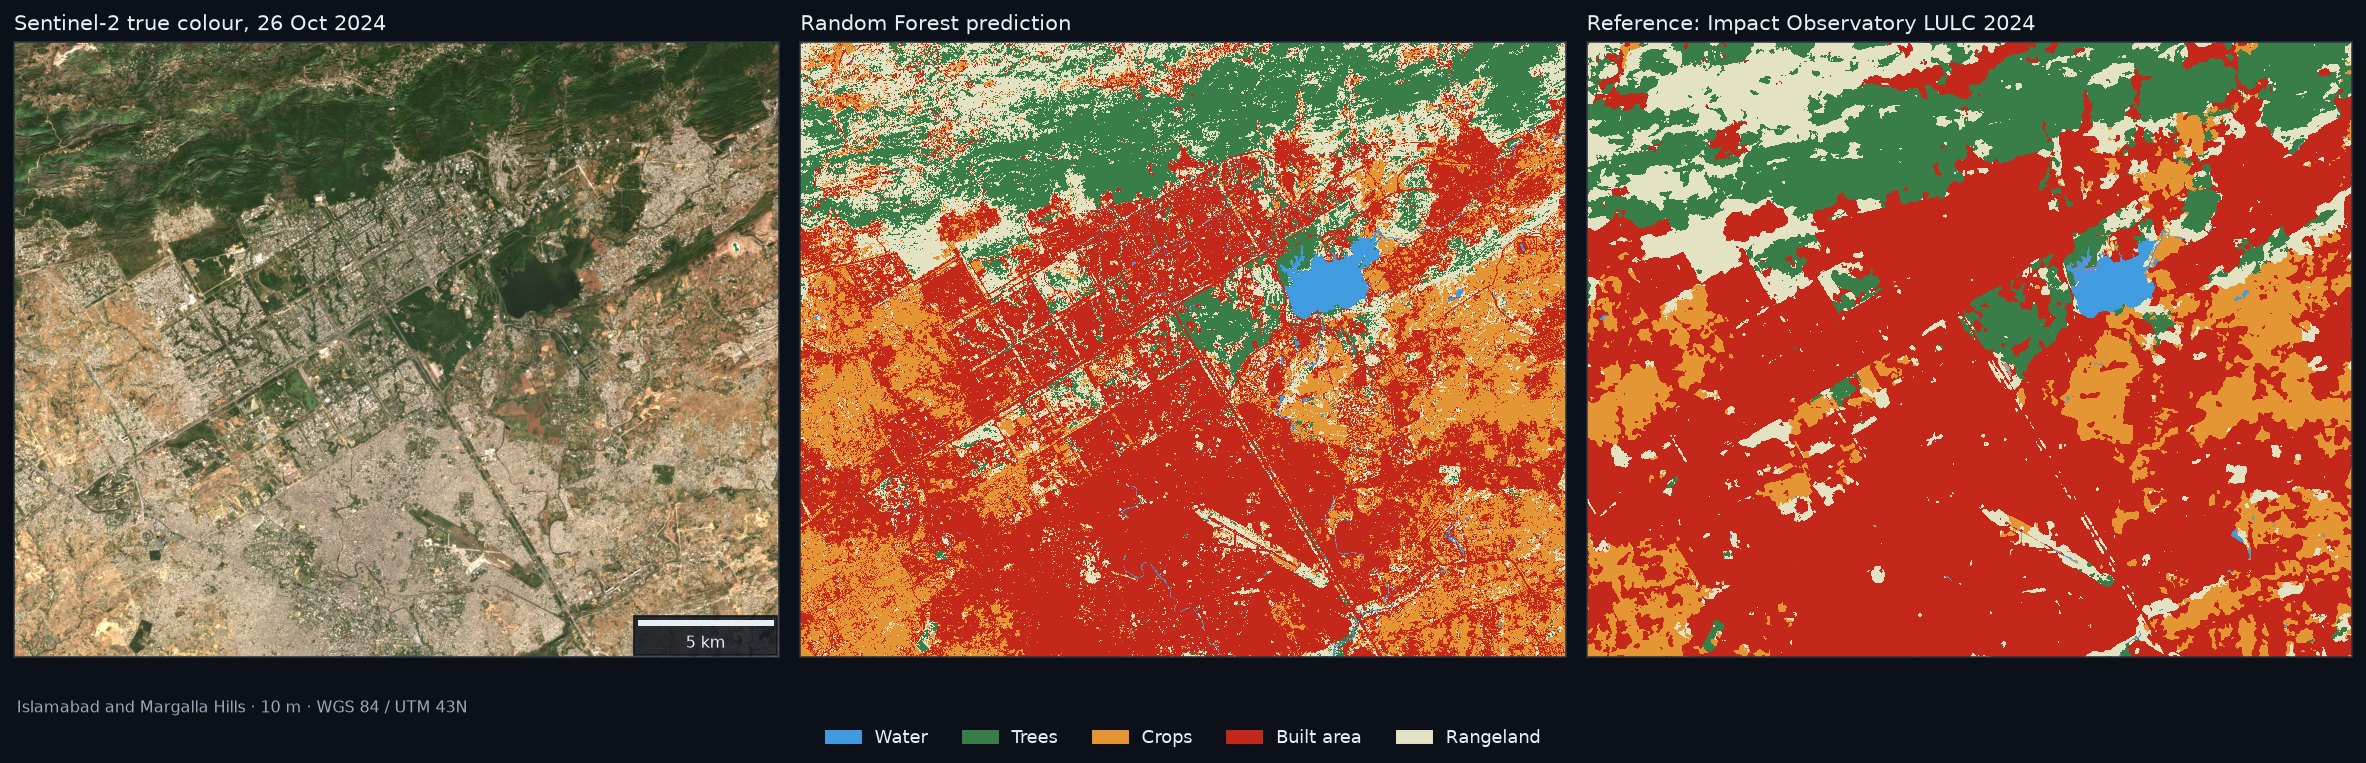 Sentinel-2 true colour, 26 Oct 2024
Random Forest prediction
Reference: Impact Observatory LULC 2024
5 km
Islamabad and Margalla Hills · 10 m · WGS 84 / UTM 43N
Water
Trees
Crops
Built area
Rangeland